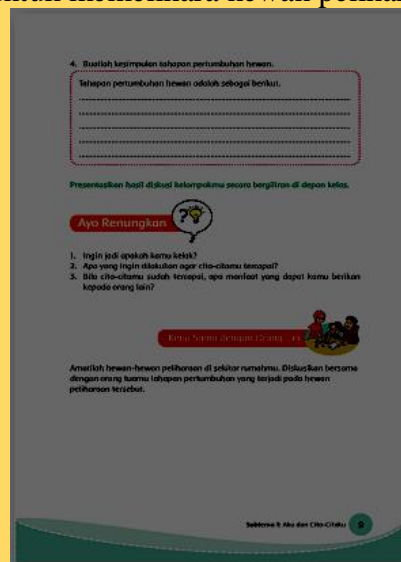 4. Buatlah kesimpulan tahapan pertumbuhan hewan.
Tahapan pertumbuhan hewan adalah sebagai berikut.
Presentasikan hasil diskusi kelompokmu secara bergiliran di depan kelas.
Ayo Renungkan
1. Ingin jadi apakah kamu kelak?
2. Apa yang ingin dilakukan agar cita-citamu tercapai?
3. Bila cita-citamu sudah tercapai, apa manfaat yang dapat kamu berikan
kepada orang lain?
Kerja Sama dengan Orang
Amatilah hewan-hewan peliharaan di sekitar rumahmu. Diskusikan bersama
dengan orang tuamu tahapan pertumbuhan yang terjadi pada hewan
peliharaan tersebut.
Subtema 1: Aku dan Cita-Citaku